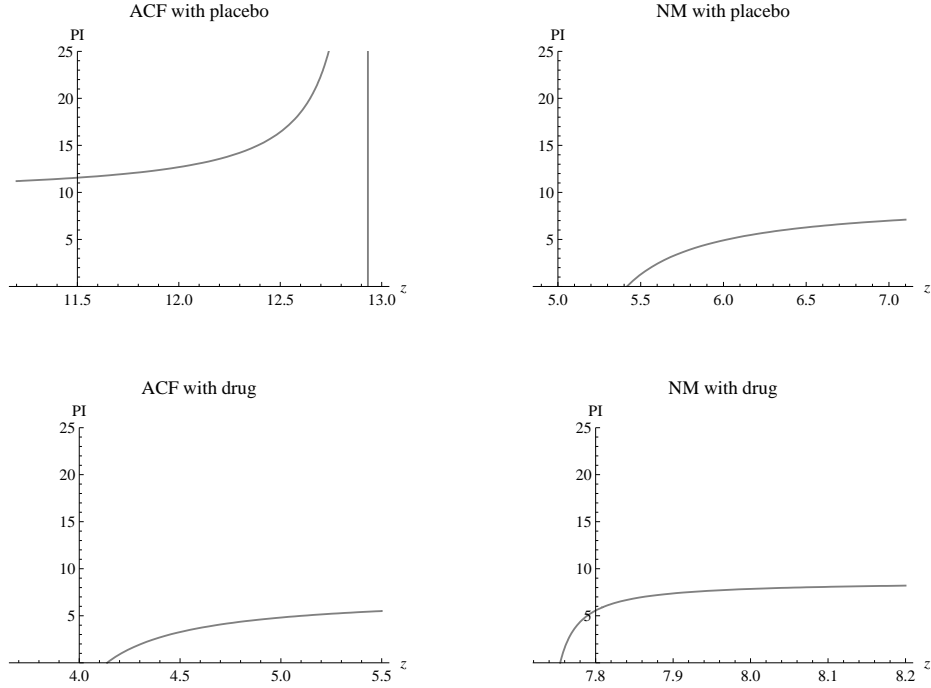 ACF with placebo
PI
25
20
15
10
5
11.5 12.0 12.5 13.0 z
NM with placebo
PI
25
20
15
10
5
5.0 5.5 6.0 6.5 7.0 z
ACF with drug
PI
25
20
15
10
5
4.0 4.5 5.0 5.5 z
NM with drug
PI
25
20
15
10
5
7.8 7.9 8.0 8.1 8.2 z